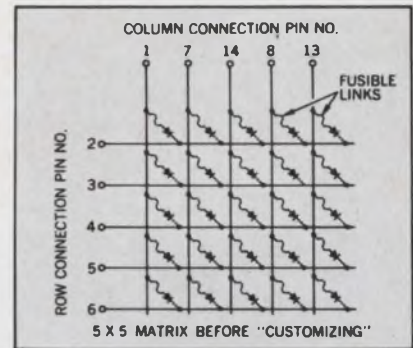 COLUMN CONNECTION PIN NO.
1 7 14 8 13
FUSIBLE
LINKS
ROW CONNECTION PIN NO.
2
3
4
5
6
5 X 5 MATRIX BEFORE "CUSTOMIZING"